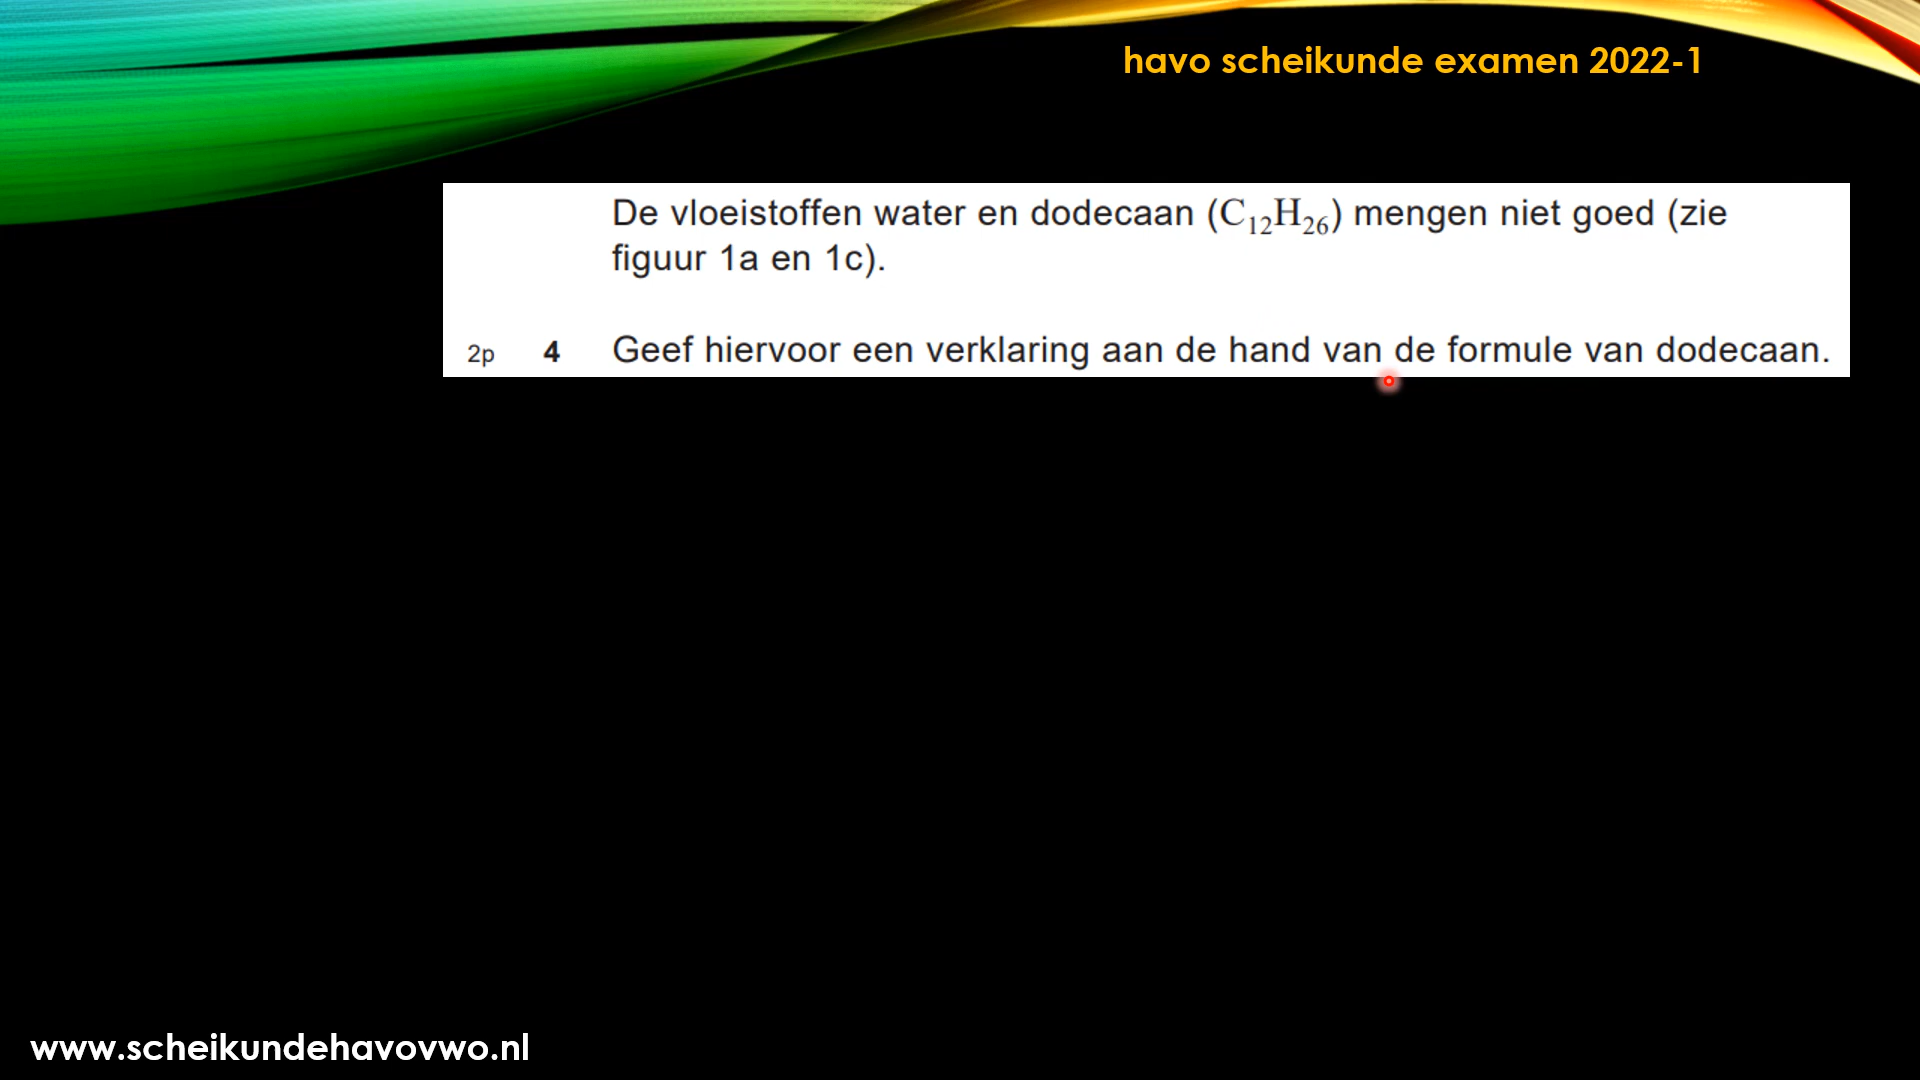 havo scheikunde examen 2022-1
De vloeistoffen water en dodecaan (C₁₂H₂₆) mengen niet goed (zie
figuur 1a en 1c).
2p 4 Geef hiervoor een verklaring aan de hand van de formule van dodecaan.
www.scheikundehavovwo.nl